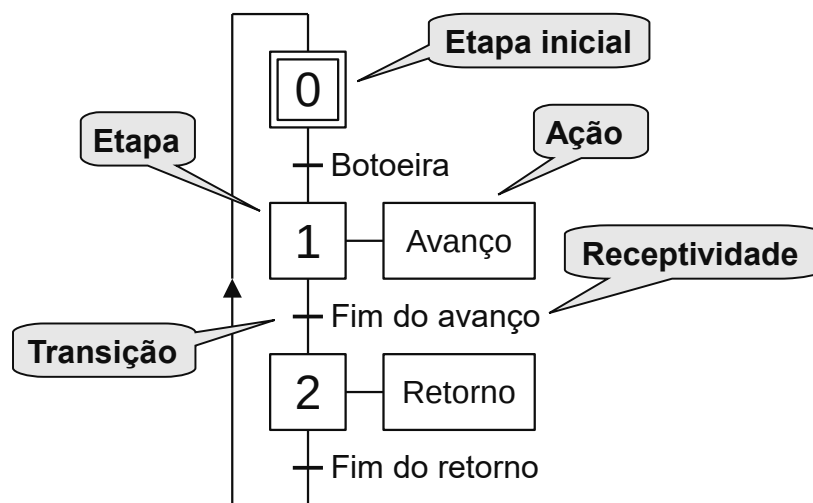 Etapa inicial
0
Etapa
Ação
Botoeira
1
Avanço
Receptividade
Fim do avanço
Transição
2
Retorno
Fim do retorno